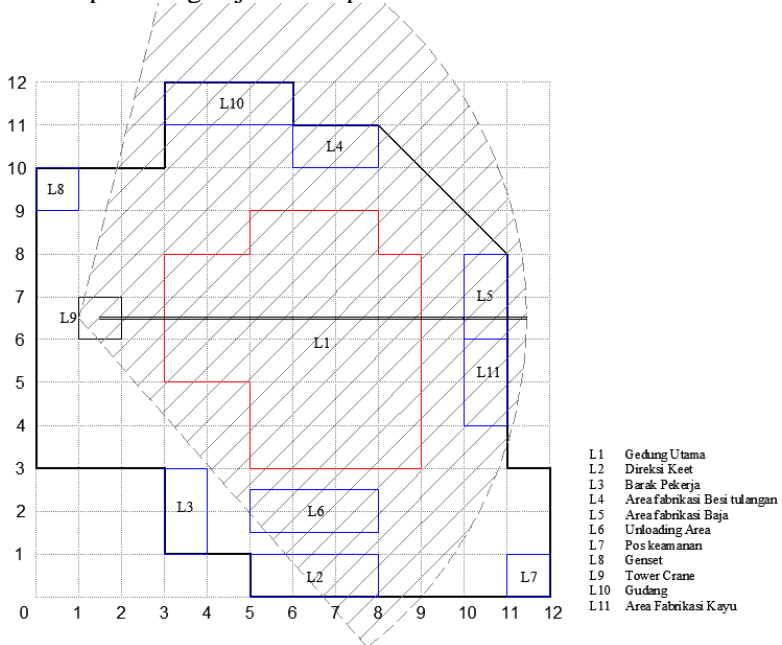 12
L10
11
L4
10
L8
9
8
7
L5
L9
6
L1
L11
5
4
3
L3
2
L6
1
L2
L7
0 1 2 3 4 5 6 7 8 9 10 11 12
L1 Gedung Utama
L2 Direksi Keet
L3 Barak Pekerja
L4 Area fabrikasi Besi tulangan
L5 Area fabrikasi Baja
L6 Unloading Area
L7 Pos keamanan
L8 Genset
L9 Tower Crane
L10 Gudang
L11 Area Fabrikasi Kayu